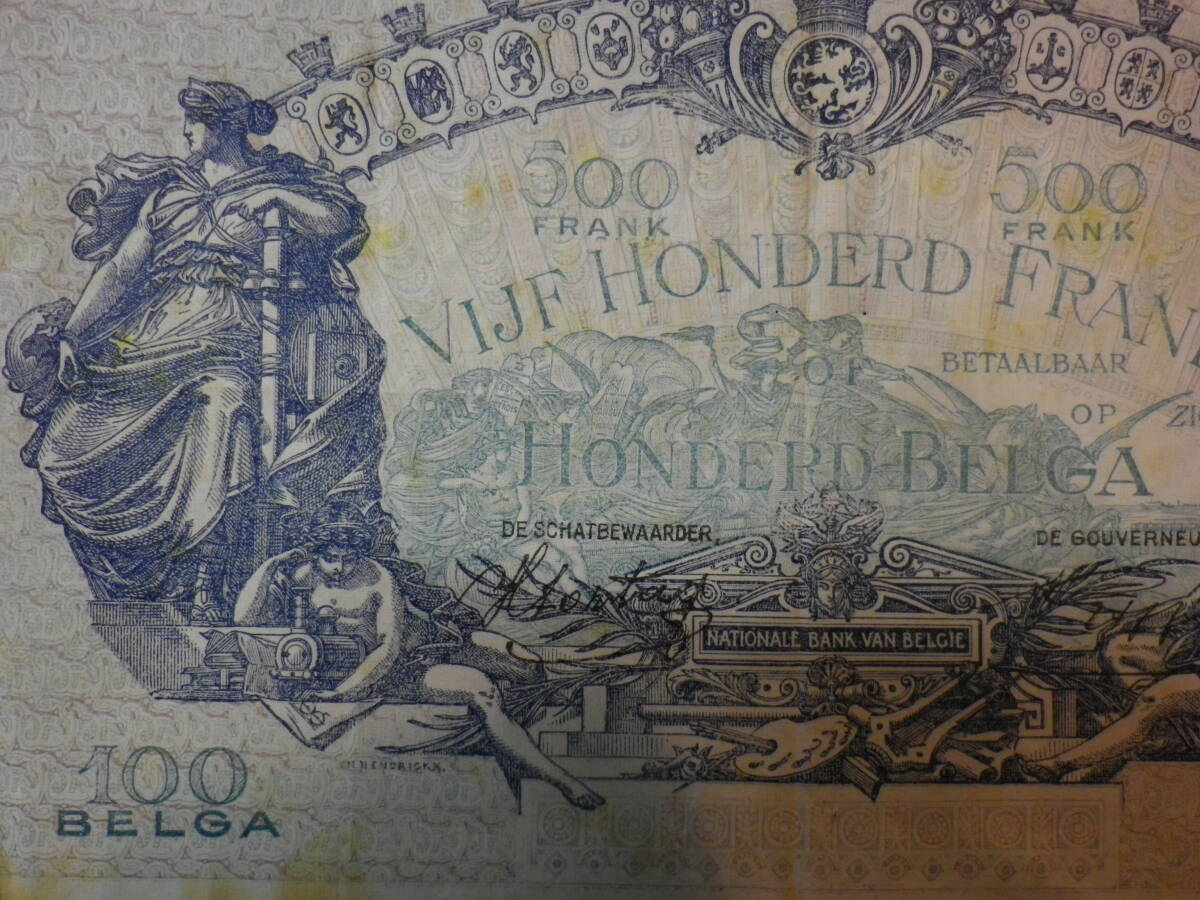 L G
500 500
FRANK FRANK
VIJF HONDERD FRAN
OF BETAALBAAR
OP
HONDERD BELGA
DE SCHATBEWAARDER, DE GOUVERNEU
NATIONALE BANK VAN BELGIE
H. HENDRICKX.
100
BELGA